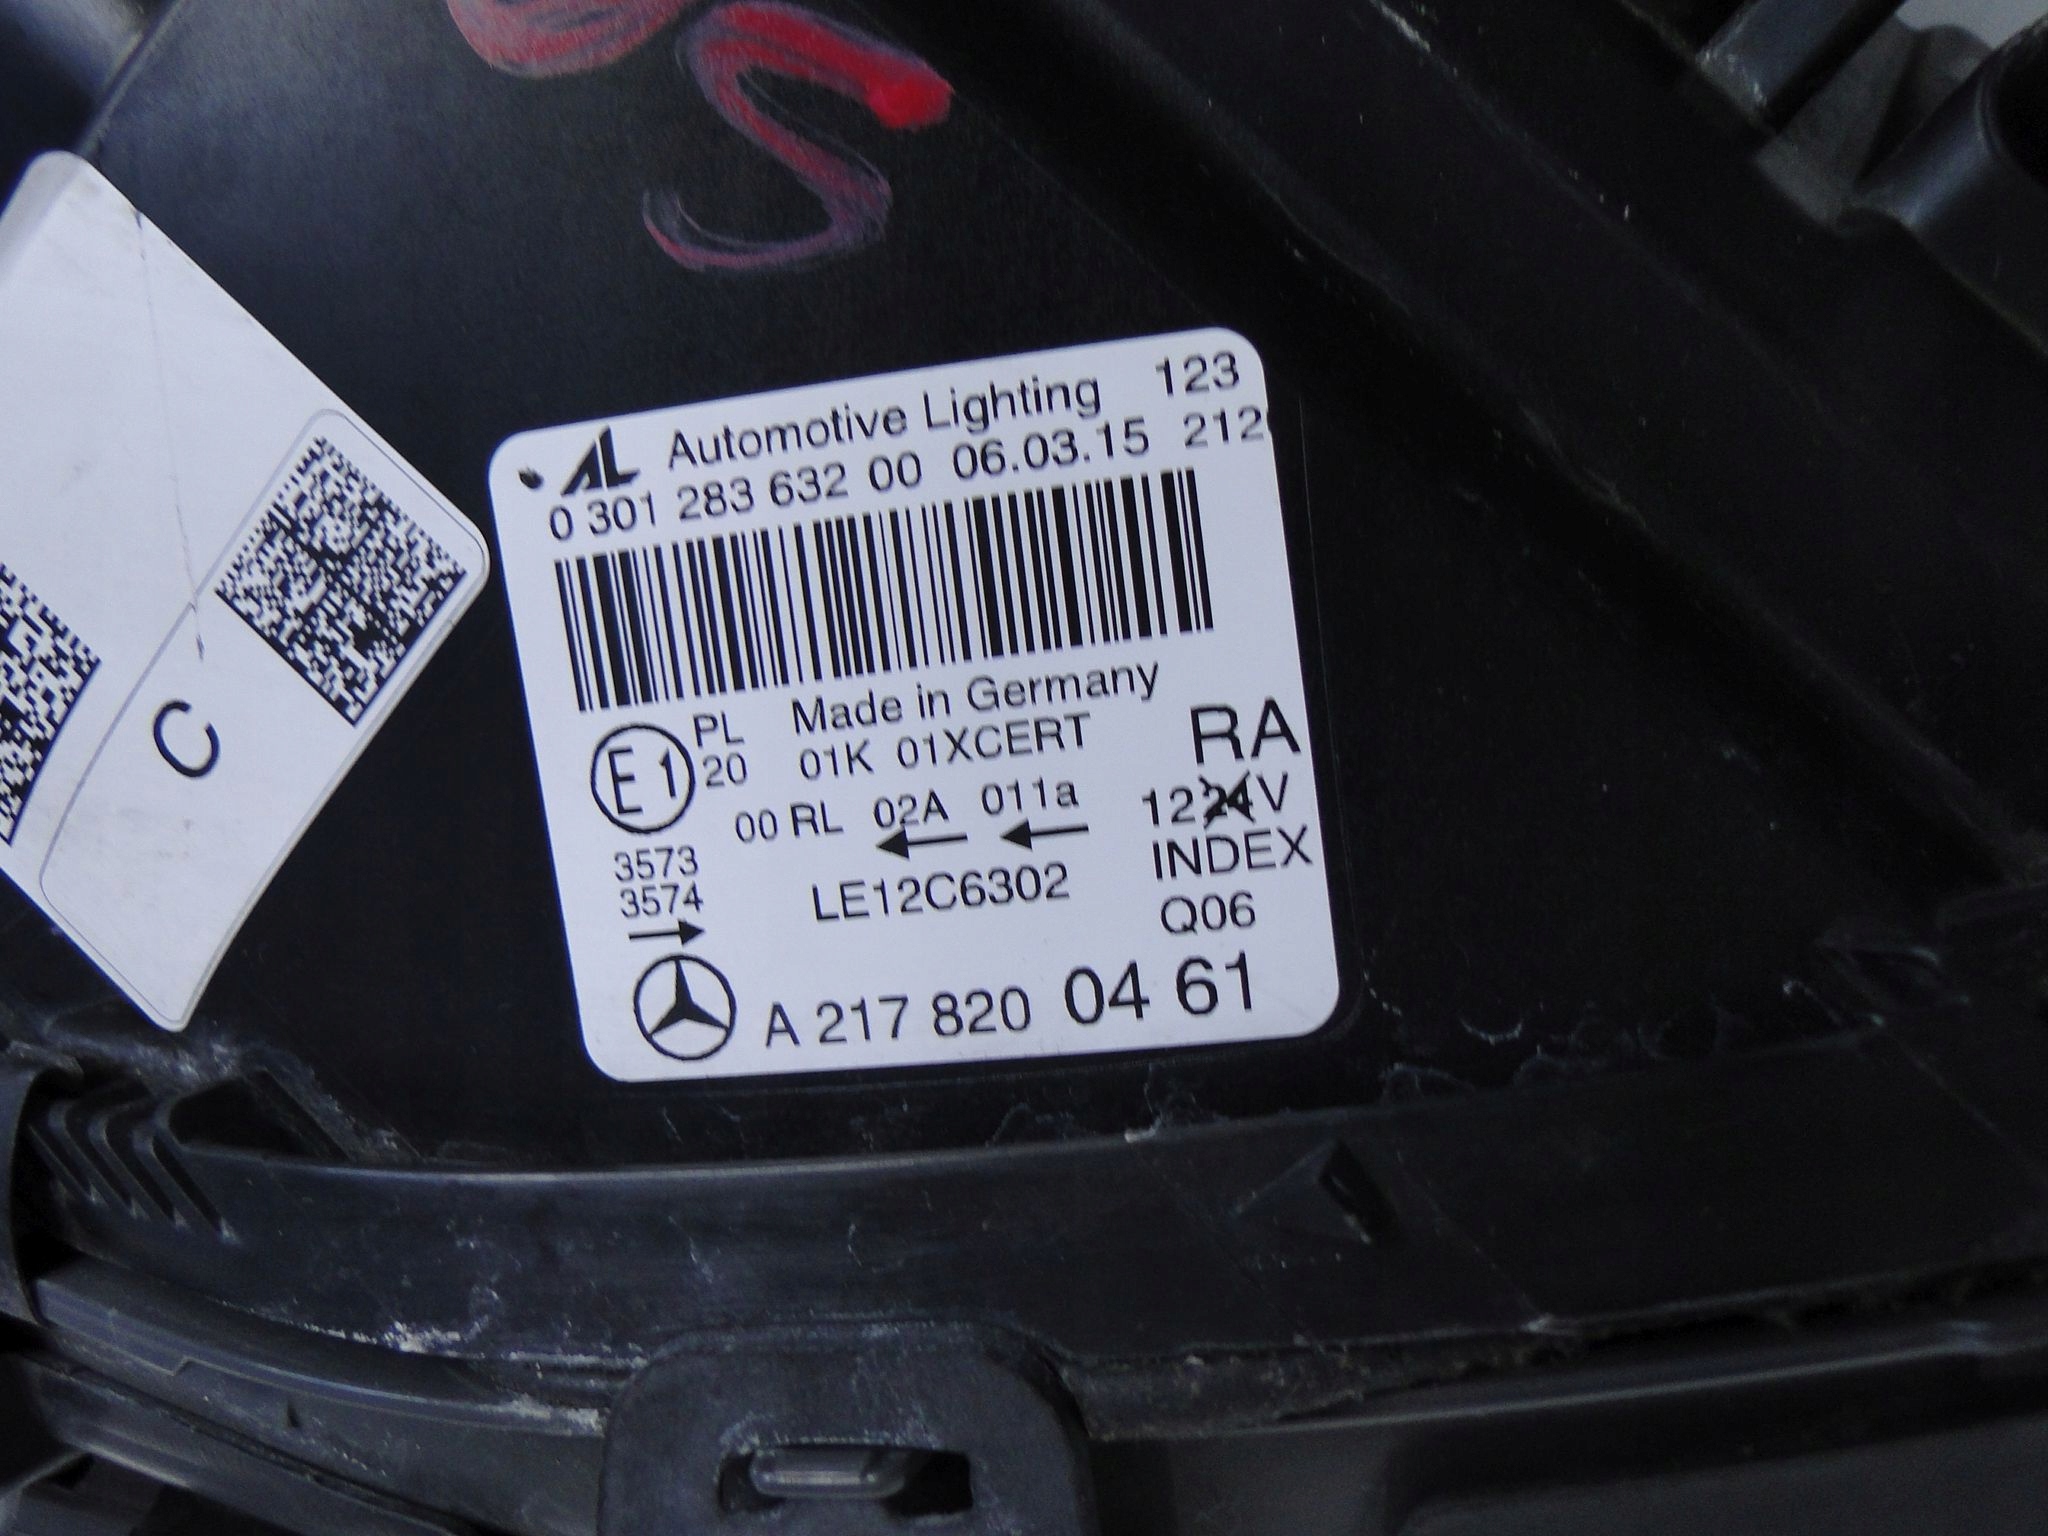 S
AL Automotive Lighting 123
0 301 283 632 00 06.03.15 212
Made in Germany
E1 PL 01K 01XCERT RA
20
00 RL 02A 011a 1224V
3573 INDEX
3574 LE12C6302 Q06
A 217 820 04 61
C